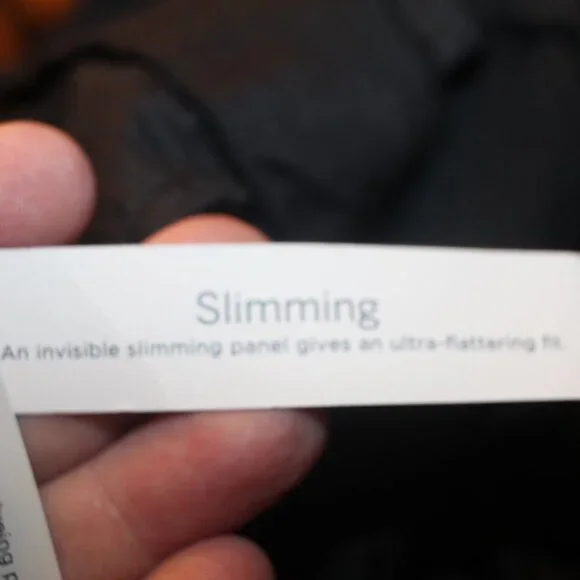 Slimming
An invisible slimming panel gives an ultra-flattering fit.